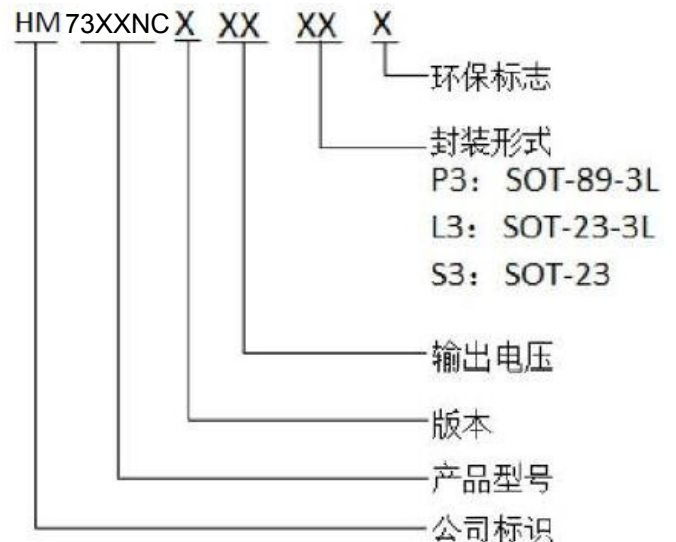 HM 73XXNC X XX XX X
环保标志
封装形式
P3： SOT-89-3L
L3： SOT-23-3L
S3： SOT-23
输出电压
版本
产品型号
公司标识